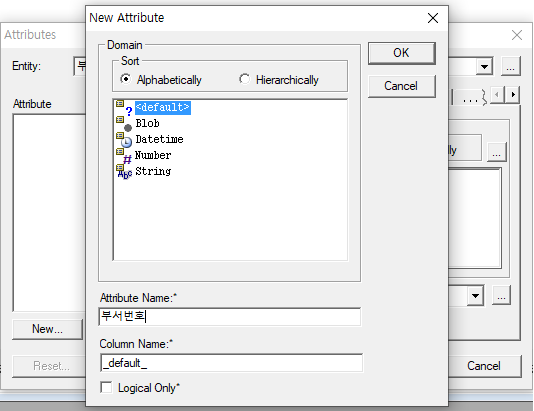 Attributes
New Attribute
Entity:
부
...
Attribute
...
New...
Reset...
Domain
Sort
Alphabetically
Hierarchically
<default>
Blob
Datetime
Number
String
OK
Cancel
lly
...
...
Attribute Name:*
부서번호
Column Name:*
_default_
Logical Only*
Cancel